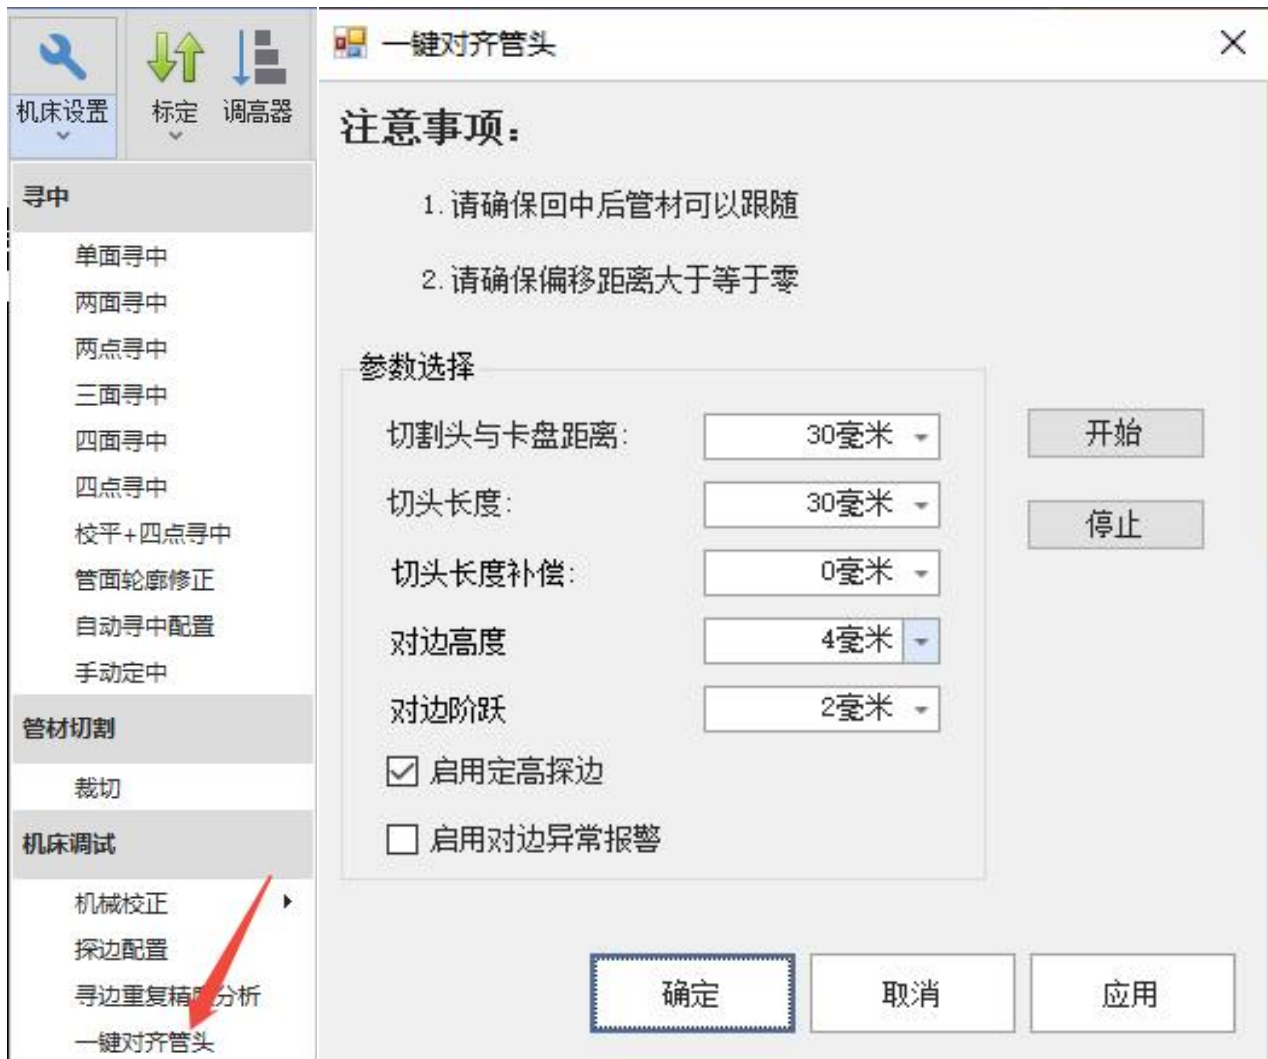 机床设置
标定
调高器
寻中
单面寻中
两面寻中
两点寻中
三面寻中
四面寻中
四点寻中
校平+四点寻中
管面轮廓修正
自动寻中配置
手动定中
管材切割
裁切
机床调试
机械校正
探边配置
寻边重复精度分析
一键对齐管头
一键对齐管头
注意事项:
1.请确保回中后管材可以跟随
2.请确保偏移距离大于等于零
参数选择
切割头与卡盘距离: 30毫米
切头长度: 30毫米
切头长度补偿: 0毫米
对边高度 4毫米
对边阶跃 2毫米
启用定高探边
启用对边异常报警
开始
停止
确定
取消
应用